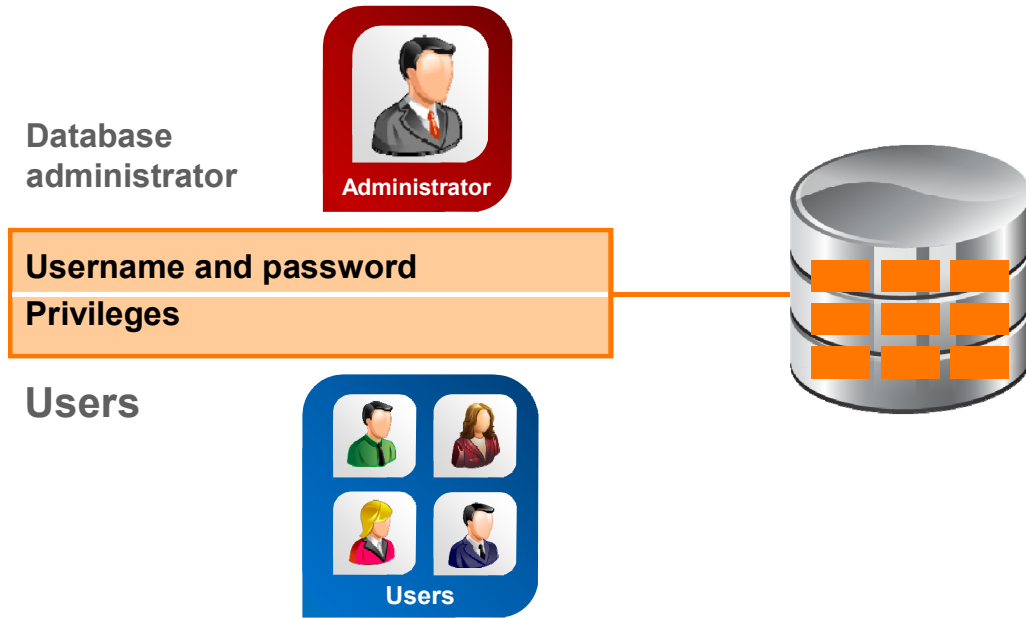 Database
administrator
Administrator
Username and password
Privileges
Users
Users